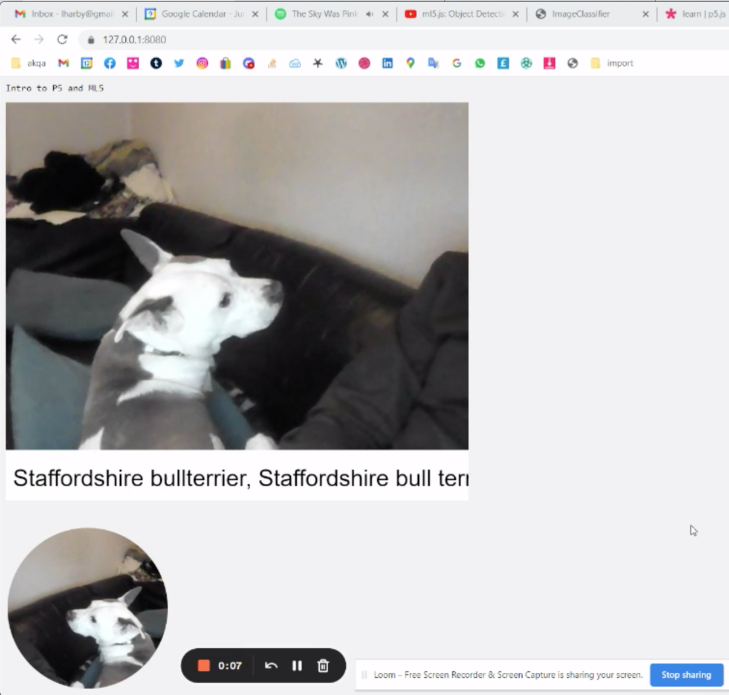 Inbox - lharby@gmai
Google Calendar - Ju
The Sky Was Pink
ml5.js: Object Detecti
ImageClassifier
learn | p5.js
127.0.0.1:8080
akqa
import
Intro to P5 and ML5
Staffordshire bullterrier, Staffordshire bull terr
0:07
Loom – Free Screen Recorder & Screen Capture is sharing your screen.
Stop sharing